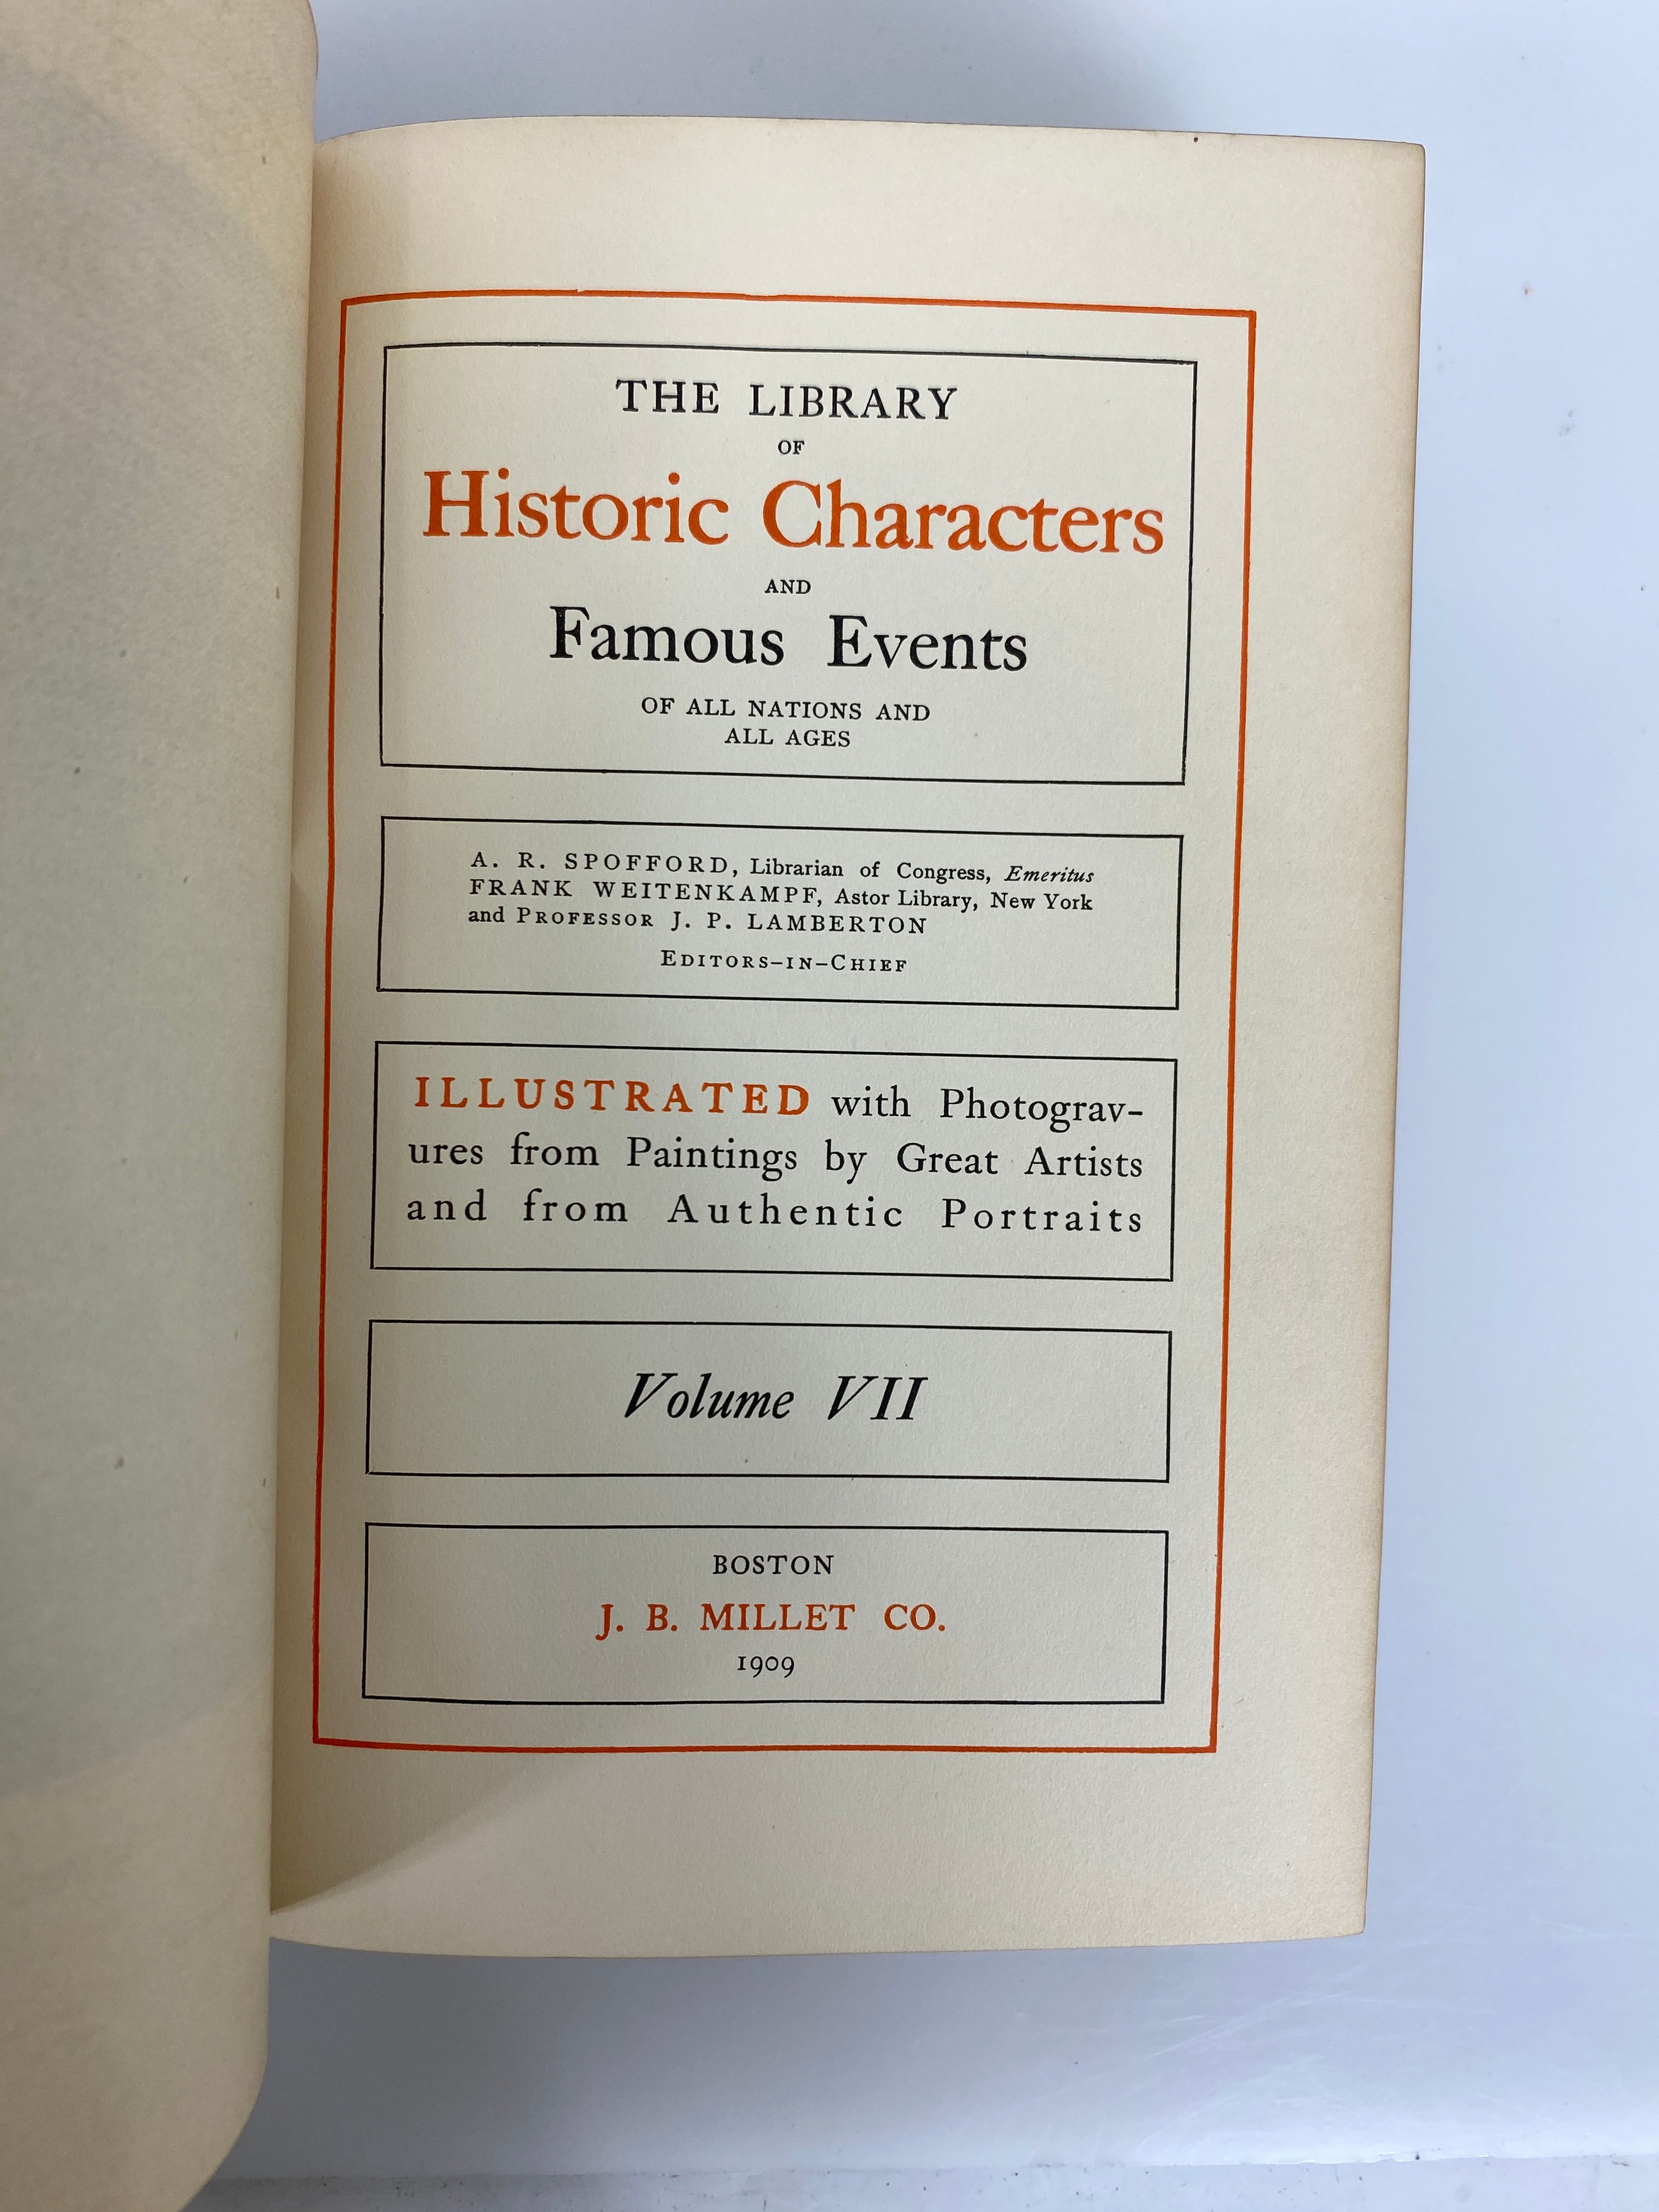 THE LIBRARY
OF
Historic Characters
AND
Famous Events
OF ALL NATIONS AND
ALL AGES
A. R. SPOFFORD, Librarian of Congress, Emeritus
FRANK WEITENKAMPF, Astor Library, New York
and PROFESSOR J. P. LAMBERTON
EDITORS-IN-CHIEF
ILLUSTRATED with Photograv-
ures from Paintings by Great Artists
and from Authentic Portraits
Volume VII
BOSTON
J. B. MILLET CO.
1909